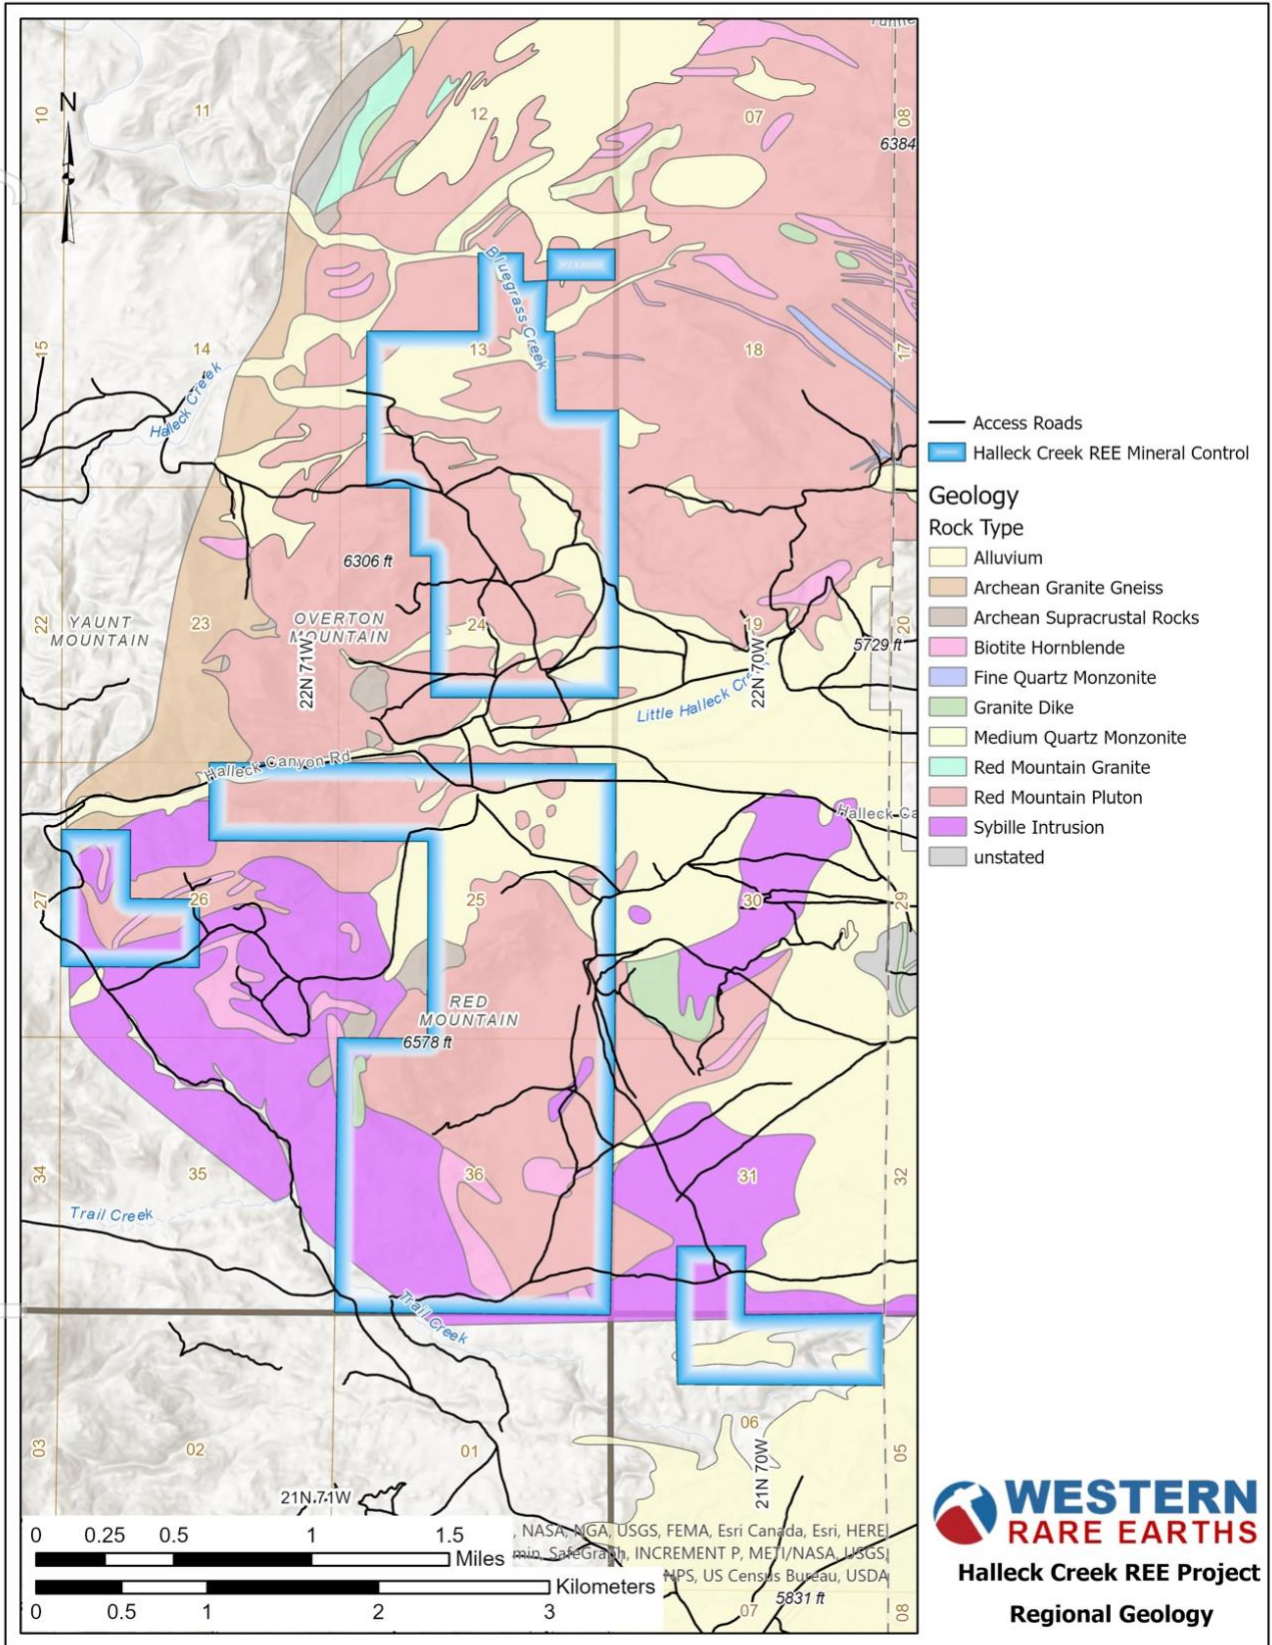 N
10
11
12
07
08
6384
Bluegrass Creek
15
14
13
18
17
Halleck Creek
6306 ft
22
YAUNT
MOUNTAIN
23
OVERTON
MOUNTAIN
22N 71W
24
19
22N 70W
20
5729 ft
Little Halleck Cre
Halleck Canyon Rd
Halleck Ca
27
26
25
30
29
RED
MOUNTAIN
6578 ft
34
35
36
31
32
Trail Creek
Trail Creek
03
02
01
06
05
21N 71W
21N 70W
07
08
5831 ft
0 0.25 0.5 1 1.5
Miles
Kilometers
0 0.5 1 2 3
, NASA, NGA, USGS, FEMA, Esri Canada, Esri, HERE,
min, SafeGraph, INCREMENT P, METI/NASA, USGS,
NPS, US Census Bureau, USDA
Access Roads
Halleck Creek REE Mineral Control
Geology
Rock Type
Alluvium
Archean Granite Gneiss
Archean Supracrustal Rocks
Biotite Hornblende
Fine Quartz Monzonite
Granite Dike
Medium Quartz Monzonite
Red Mountain Granite
Red Mountain Pluton
Sybille Intrusion
unstated
WESTERN
RARE EARTHS
Halleck Creek REE Project
Regional Geology